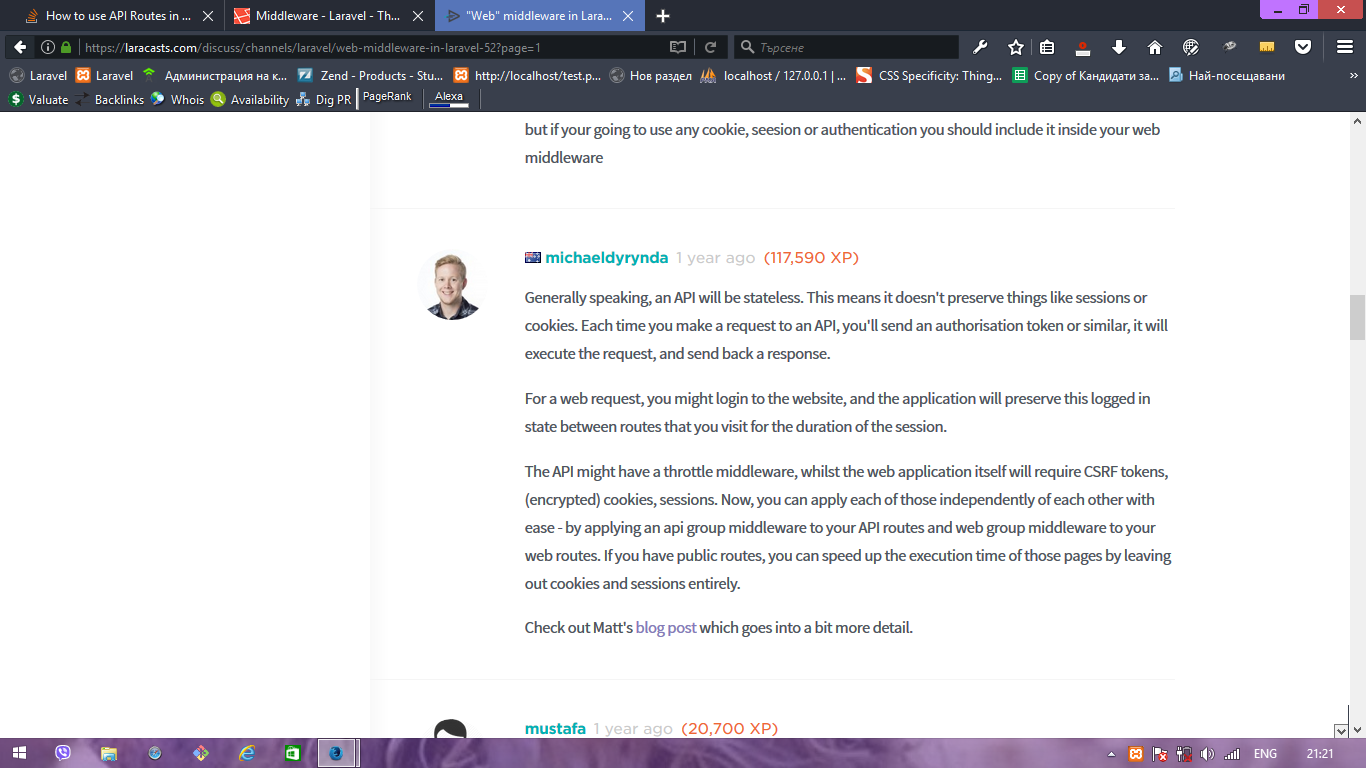 How to use API Routes in ...
Middleware - Laravel - Th...
"Web" middleware in Lara...
https://laracasts.com/discuss/channels/laravel/web-middleware-in-laravel-52?page=1
Търсене
Laravel
Laravel
Администрация на к...
Zend - Products - Stu...
http://localhost/test.p...
Нов раздел
localhost / 127.0.0.1 | ...
CSS Specificity: Thing...
Copy of Кандидати за...
Най-посещавани
Valuate
Backlinks
Whois
Availability
Dig PR
PageRank
Alexa
but if your going to use any cookie, seesion or authentication you should include it inside your web
middleware
michaeldyrynda 1 year ago (117,590 XP)
Generally speaking, an API will be stateless. This means it doesn't preserve things like sessions or
cookies. Each time you make a request to an API, you'll send an authorisation token or similar, it will
execute the request, and send back a response.
For a web request, you might login to the website, and the application will preserve this logged in
state between routes that you visit for the duration of the session.
The API might have a throttle middleware, whilst the web application itself will require CSRF tokens,
(encrypted) cookies, sessions. Now, you can apply each of those independently of each other with
ease - by applying an api group middleware to your API routes and web group middleware to your
web routes. If you have public routes, you can speed up the execution time of those pages by leaving
out cookies and sessions entirely.
Check out Matt's blog post which goes into a bit more detail.
mustafa 1 year ago (20,700 XP)
ENG
21:21